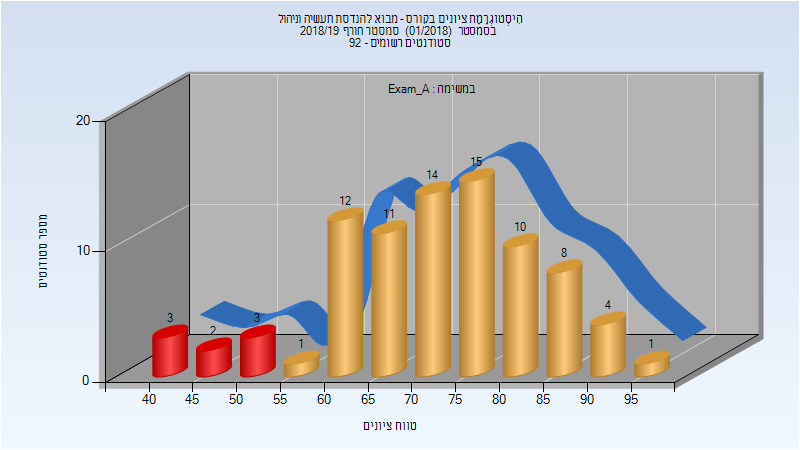 הִיסְטוֹגְרָמַת ציונים בקורס - מבוא להנדסת תעשיה וניהול
בסמסטר (01/2018) סמסטר חורף 2018/19
סטודנטים רשומים - 92
במשימה : Exam_A
מספר סטודנטים
20
10
0
3
2
3
1
12
11
14
15
10
8
4
1
40 45 50 55 60 65 70 75 80 85 90 95
טווח ציונים